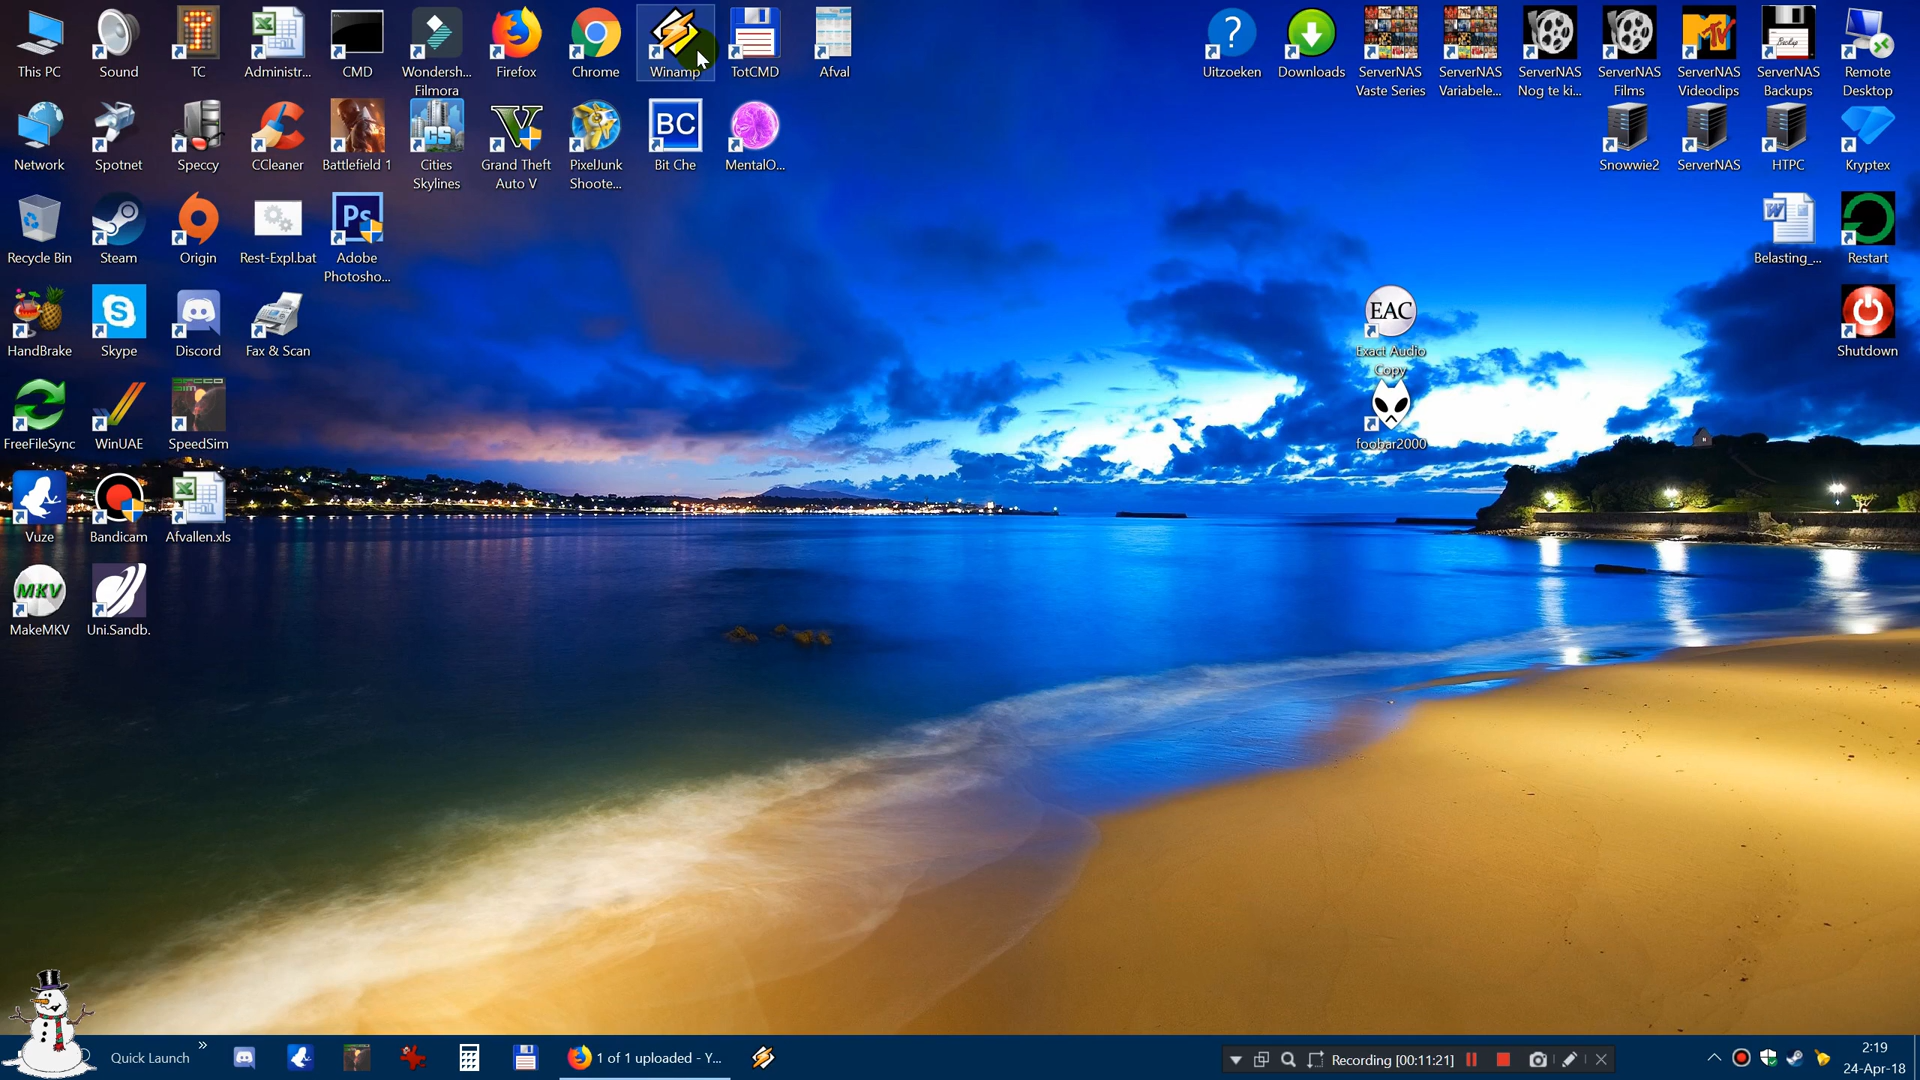 This PC
Sound
TC
Administr...
CMD
Wondersh...
Filmora
Firefox
Chrome
Winamp
TotCMD
Afval
Uitzoeken
Downloads
ServerNAS
Vaste Series
ServerNAS
Variabele...
ServerNAS
Nog te ki...
ServerNAS
Films
MTV
ServerNAS
Videoclips
Backup
ServerNAS
Backups
Remote
Desktop
Network
Spotnet
Speccy
CCleaner
Battlefield 1
CS
Cities
Skylines
V
Grand Theft
Auto V
PixelJunk
Shoote...
BC
Bit Che
MentalO...
Snowwie2
ServerNAS
HTPC
Kryptex
Recycle Bin
Steam
Origin
Rest-Expl.bat
Ps
Adobe
Photosho...
Belasting_...
Restart
HandBrake
Skype
Discord
Fax & Scan
EAC
Exact Audio
Copy
Shutdown
FreeFileSync
WinUAE
SpeedSim
foobar2000
Vuze
Bandicam
Afvallen.xls
MKV
MakeMKV
Uni.Sandb.
Quick Launch
1 of 1 uploaded - Y...
Recording [00:11:21]
2:19
24-Apr-18